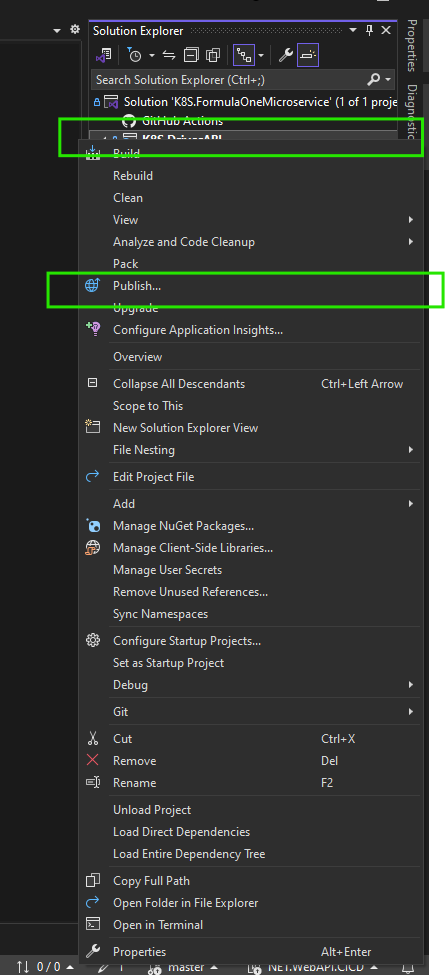 Solution Explorer
Properties
Search Solution Explorer (Ctrl+;)
Solution 'K8S.FormulaOneMicroservice' (1 of 1 proje
GitHub Actions
K8S.DriverAPI
Build
Rebuild
Clean
View
Analyze and Code Cleanup
Pack
Publish...
Upgrade
Configure Application Insights...
Overview
Collapse All Descendants Ctrl+Left Arrow
Scope to This
New Solution Explorer View
File Nesting
Edit Project File
Add
Manage NuGet Packages...
Manage Client-Side Libraries...
Manage User Secrets
Remove Unused References...
Sync Namespaces
Configure Startup Projects...
Set as Startup Project
Debug
Git
Cut Ctrl+X
Remove Del
Rename F2
Unload Project
Load Direct Dependencies
Load Entire Dependency Tree
Copy Full Path
Open Folder in File Explorer
Open in Terminal
Properties Alt+Enter
0 / 0 1 master .NET.WebAPI.CICD